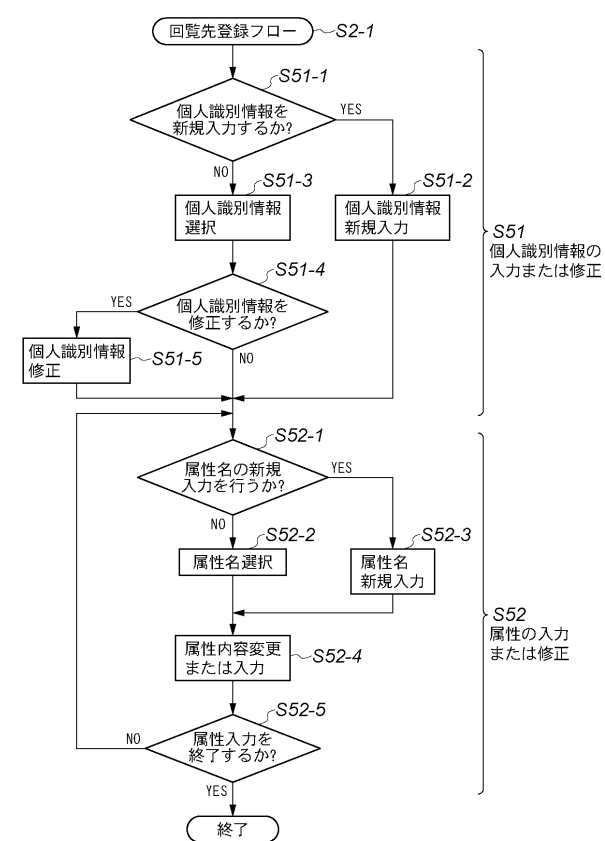 回覧先登録フロー
S2-1
S51-1
個人識別情報を
新規入力するか?
YES
NO
S51-3
個人識別情報
選択
S51-2
個人識別情報
新規入力
S51
個人識別情報の
入力または修正
S51-4
個人識別情報を
修正するか?
YES
NO
個人識別情報
修正
S51-5
S52-1
属性名の新規
入力を行うか?
YES
NO
S52-2
属性名選択
S52-3
属性名
新規入力
S52
属性の入力
または修正
属性内容変更
または入力
S52-4
S52-5
属性入力を
終了するか?
NO
YES
終了